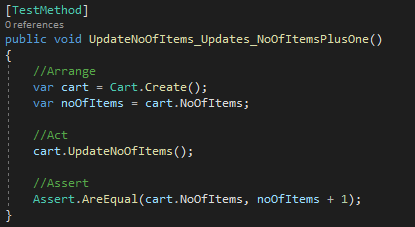 [TestMethod]
0 references
public void UpdateNoOfItems_Updates_NoOfItemsPlusOne()
{
    //Arrange
    var cart = Cart.Create();
    var noOfItems = cart.NoOfItems;
    //Act
    cart.UpdateNoOfItems();
    //Assert
    Assert.AreEqual(cart.NoOfItems, noOfItems + 1);
}